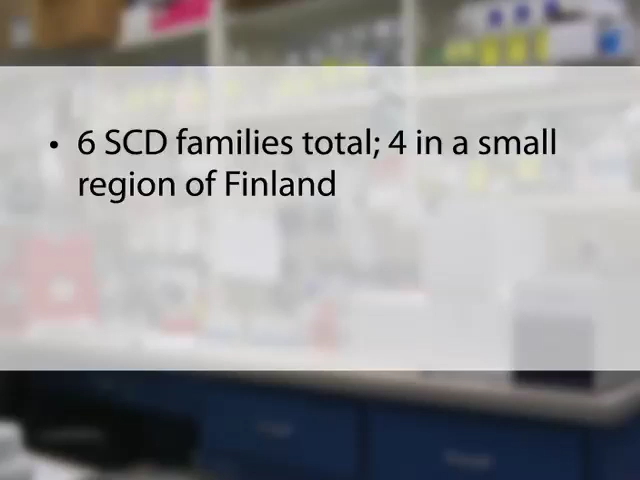 • 6 SCD families total; 4 in a small
region of Finland